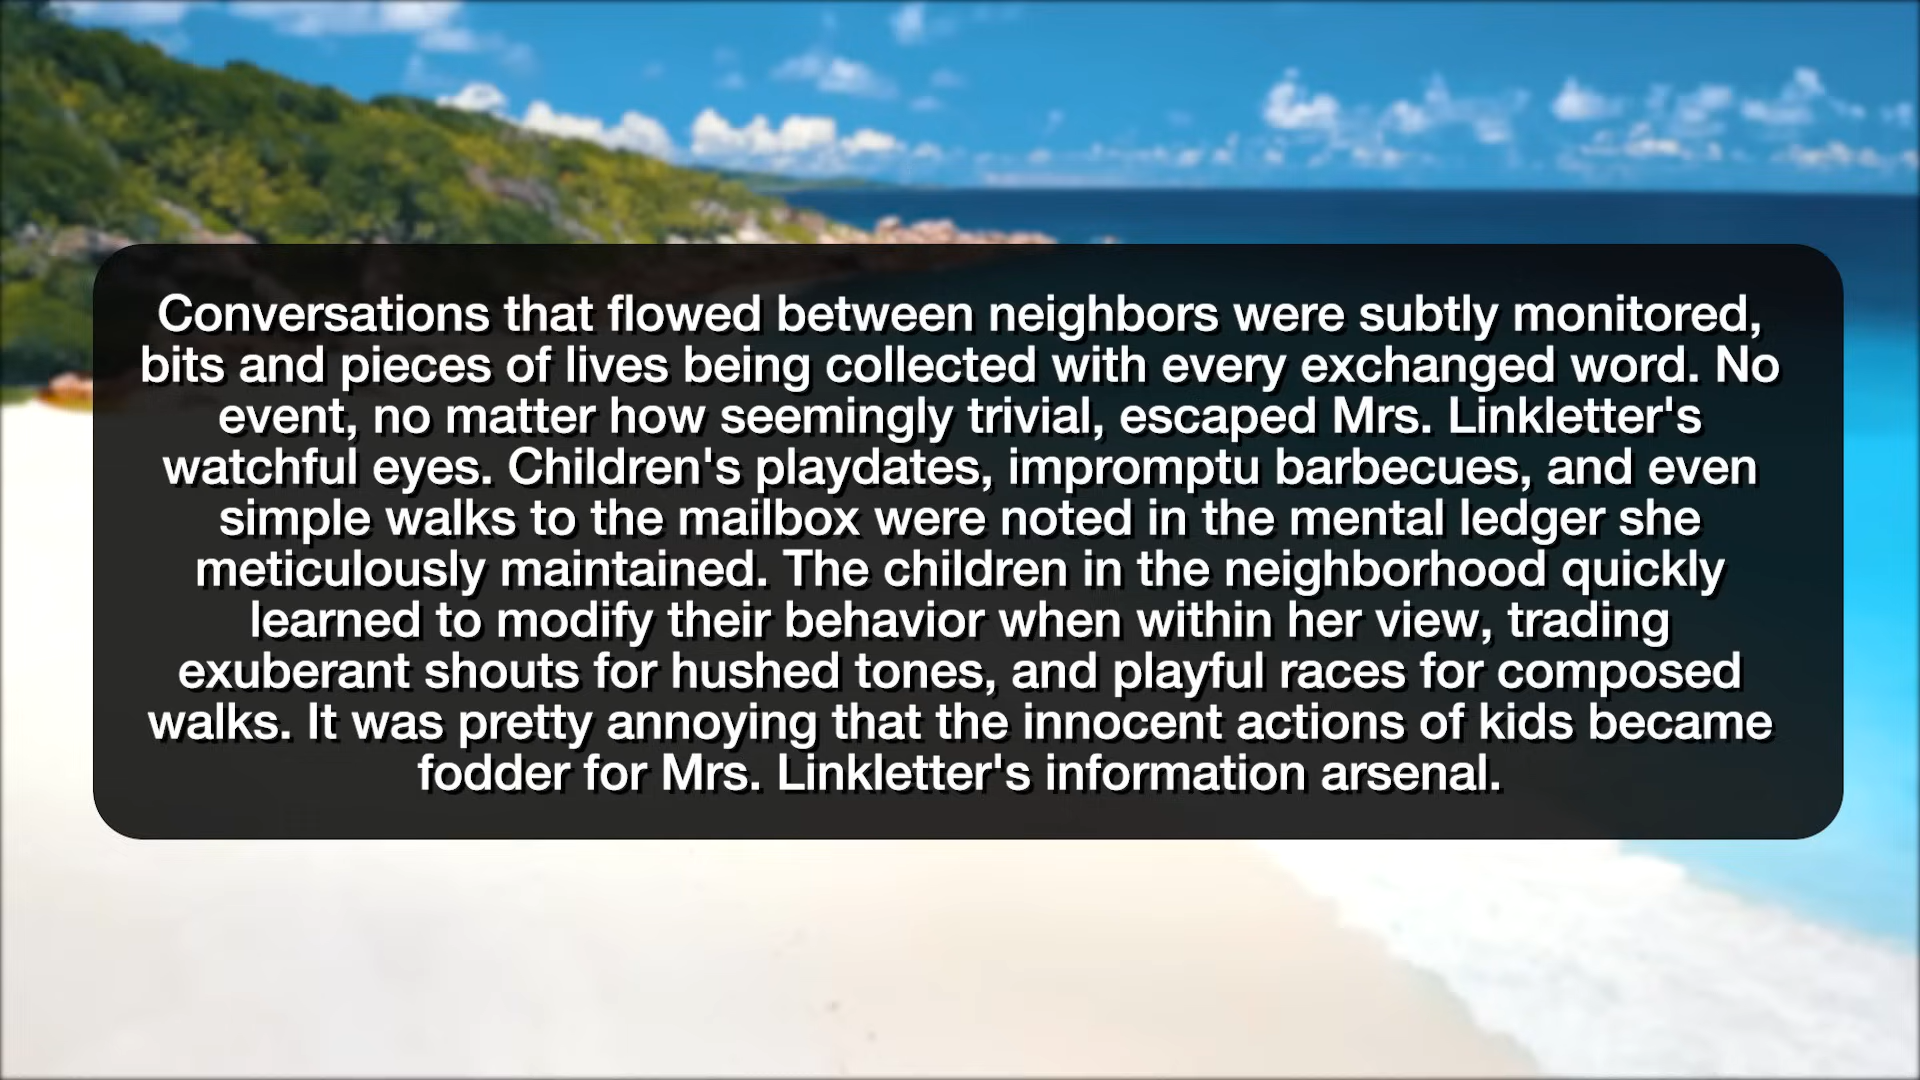 Conversations that flowed between neighbors were subtly monitored,
bits and pieces of lives being collected with every exchanged word. No
event, no matter how seemingly trivial, escaped Mrs. Linkletter's
watchful eyes. Children's playdates, impromptu barbecues, and even
simple walks to the mailbox were noted in the mental ledger she
meticulously maintained. The children in the neighborhood quickly
learned to modify their behavior when within her view, trading
exuberant shouts for hushed tones, and playful races for composed
walks. It was pretty annoying that the innocent actions of kids became
fodder for Mrs. Linkletter's information arsenal.